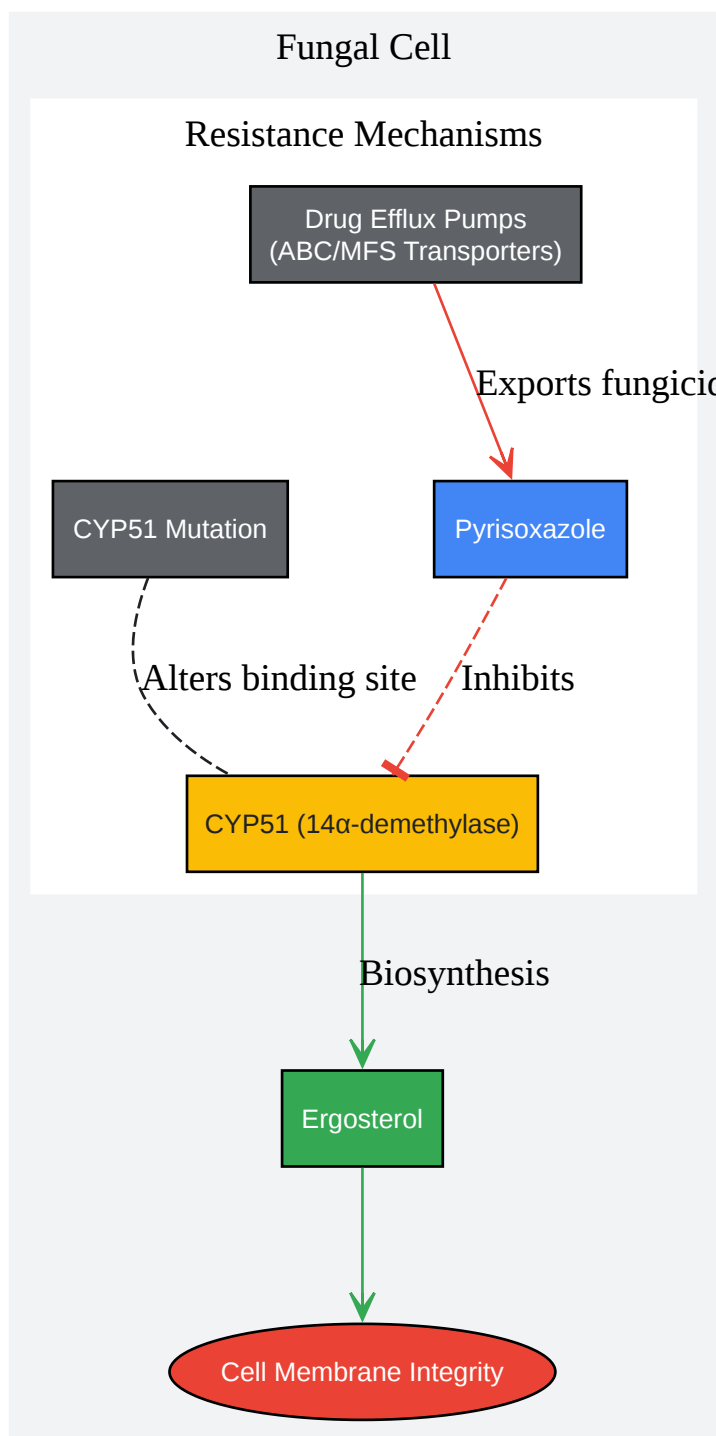 Fungal Cell
Resistance Mechanisms
Drug Efflux Pumps
(ABC/MFS Transporters)
Exports
CYP51 Mutation
Pyrisoxazole
Alters binding site
Inhibits
CYP51 (14α-demethylase)
Biosynthesis
Ergosterol
Cell Membrane Integrity